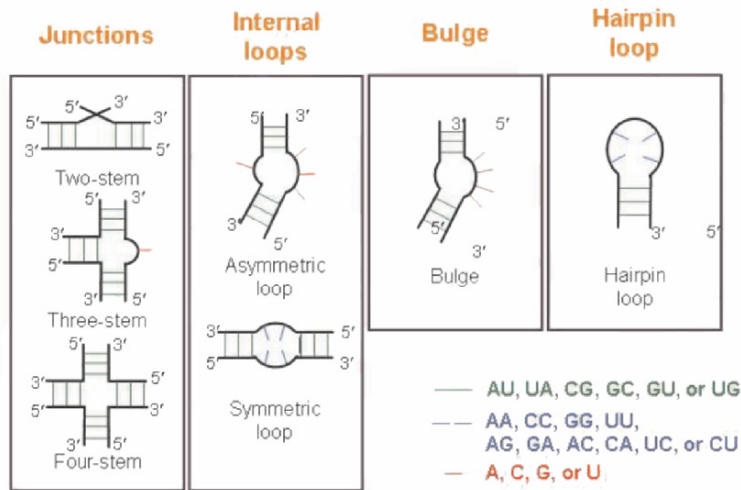 Junctions
Internal
loops
Bulge
Hairpin
loop
5′ 3′
5′ 3′
3′ 5′
Two-stem
5′ 3′
3′
5′
3′ 5′
Three-stem
5′ 3′
3′ 5′
5′ 3′
3′ 5′
Four-stem
5′ 3′
3′
5′
Asymmetric
loop
3′ 5′
5′ 3′
Symmetric
loop
3′ 5′
5′
3′
Bulge
3′ 5′
Hairpin
loop
AU, UA, CG, GC, GU, or UG
AA, CC, GG, UU,
AG, GA, AC, CA, UC, or CU
A, C, G, or U